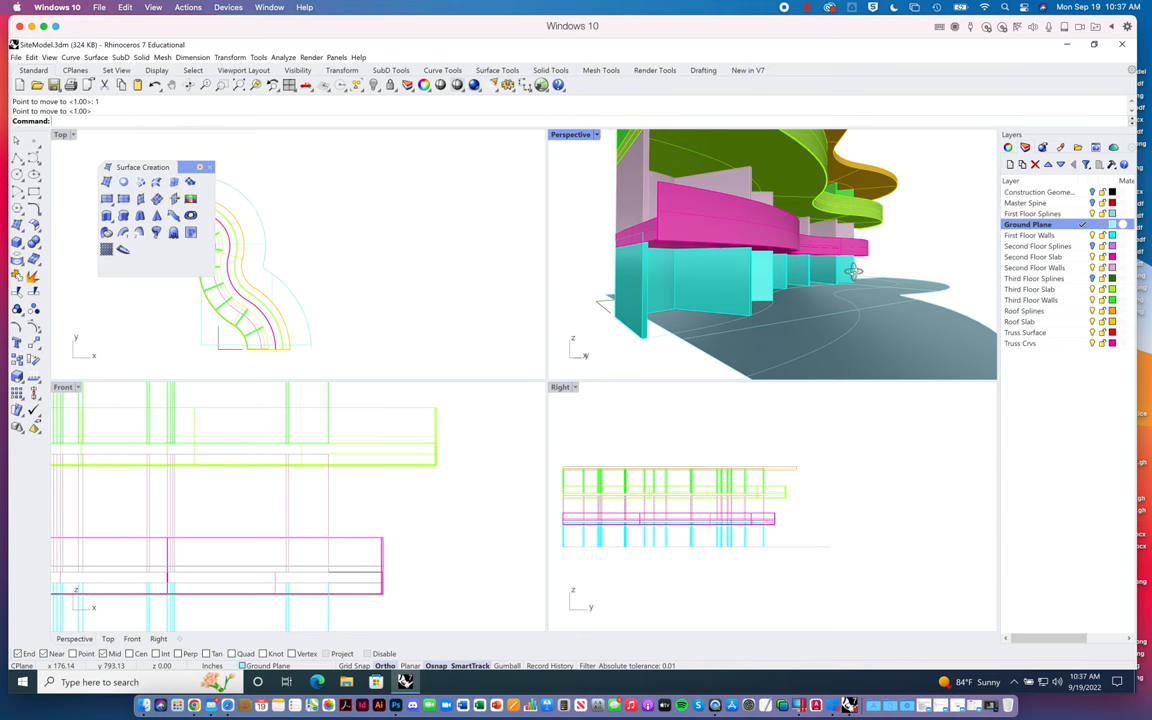 Windows 10 File Edit View Actions Devices Window Help
Mon Sep 19 10:37 AM
Windows 10
SiteModel.3dm (324 KB) - Rhinoceros 7 Educational
File Edit View Curve Surface SubD Solid Mesh Dimension Transform Tools Analyze Render Panels Help
Standard CPlanes Set View Display Select Viewport Layout Visibility Transform SubD Tools Curve Tools Surface Tools Solid Tools Mesh Tools Render Tools Drafting New in V7
Point to move to <1.00>: 1
Point to move to <1.00>
Command:
Top
Perspective
Layers
Surface Creation
Layer Mate
Construction Geome...
Master Spine
First Floor Splines
Ground Plane
First Floor Walls
Second Floor Splines
Second Floor Slab
Second Floor Walls
Third Floor Splines
Third Floor Slab
Third Floor Walls
Roof Splines
Roof Slab
Truss Surface
Truss Crvs
y
x
z
y
Front
Right
z
x
z
y
Perspective Top Front Right
End Near Point Mid Cen Int Perp Tan Quad Knot Vertex Project Disable
CPlane x 176.14 y 793.13 z 0.00 Inches Ground Plane Grid Snap Ortho Planar Osnap SmartTrack Gumball Record History Filter Absolute tolerance: 0.01
Type here to search
84°F Sunny
10:37 AM
9/19/2022